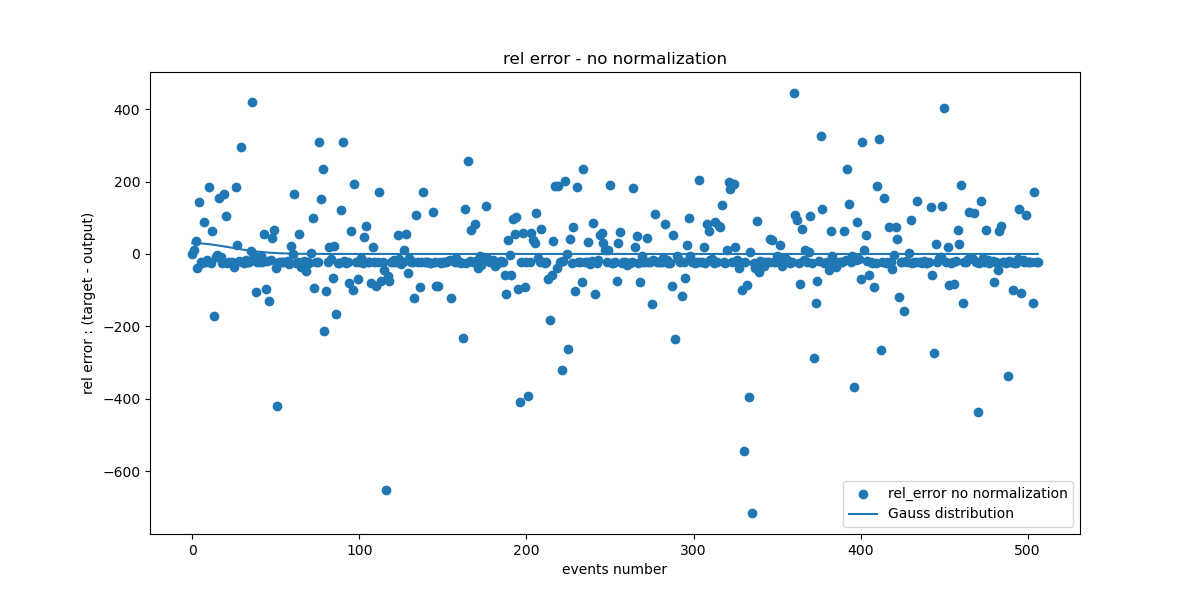 rel error - no normalization
400
200
0
−200
−400
−600
rel error : (target - output)
0
100
200
300
400
500
events number
rel_error no normalization
Gauss distribution